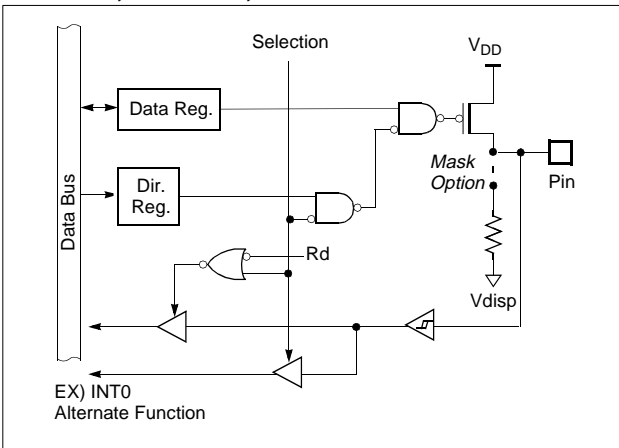 Selection
VDD
Data Reg.
Mask
Option
Pin
Data Bus
Dir.
Reg.
Rd
Vdisp
EX) INT0
Alternate Function